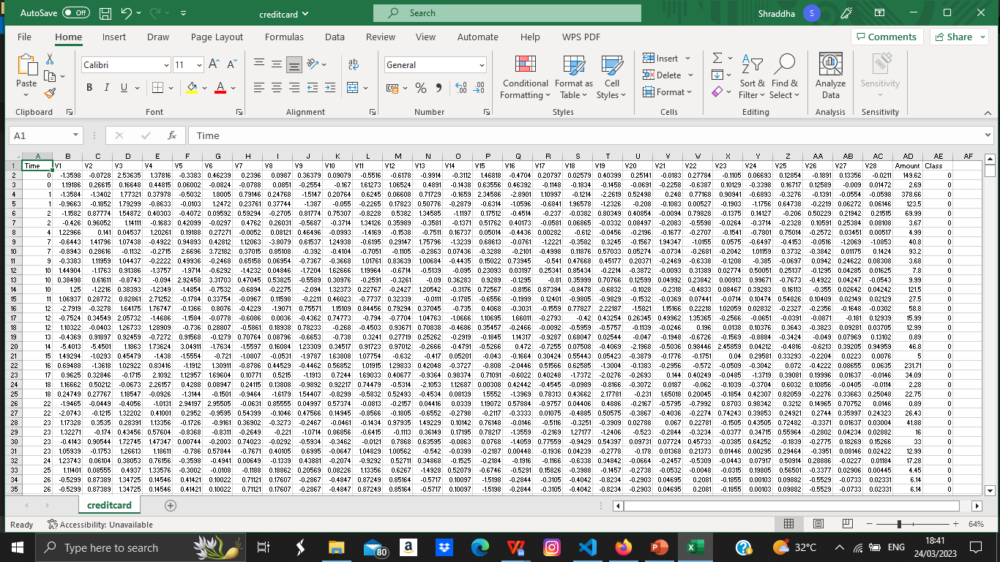 AutoSave Off creditcard Search Shraddha S
File Home Insert Draw Page Layout Formulas Data Review View Automate Help WPS PDF Comments Share
Paste Calibri 11 General Conditional Formatting Format as Table Cell Styles Insert Delete Format Sort & Filter Find & Select Analyze Data Sensitivity
Clipboard Font Alignment Number Styles Cells Editing Analysis Sensitivity
A1 fx Time
A B C D E F G H I J K L M N O P Q R S T U V W X Y Z AA AB AC AD AE AF
1 Time V1 V2 V3 V4 V5 V6 V7 V8 V9 V10 V11 V12 V13 V14 V15 V16 V17 V18 V19 V20 V21 V22 V23 V24 V25 V26 V27 V28 Amount Class
2 0 -1.3598 -0.0728 2.53635 1.37816 -0.3383 0.46239 0.2396 0.0987 0.36379 0.09079 -0.5516 -0.6178 -0.9914 -0.3112 1.46818 -0.4704 0.20797 0.02579 0.40399 0.25141 -0.0183 0.27784 -0.1105 0.06693 0.12854 -0.1891 0.13356 -0.0211 149.62 0
3 0 1.19186 0.26615 0.16648 0.44815 0.06002 -0.0824 -0.0788 0.0851 -0.2554 -0.167 1.61273 1.06524 0.4891 -0.1438 0.63556 0.46392 -0.1148 -0.1834 -0.1458 -0.0691 -0.2258 -0.6387 0.10129 -0.3398 0.16717 0.12589 -0.009 0.01472 2.69 0
4 1 -1.3584 -1.3402 1.77321 0.37978 -0.5032 1.8005 0.79146 0.24768 -1.5147 0.20764 0.6245 0.06608 0.71729 -0.1659 2.34586 -2.8901 1.10997 -0.1214 -2.2619 0.52498 0.248 0.77168 0.90941 -0.6893 -0.3276 -0.1391 -0.0554 -0.0598 378.66 0
5 1 -0.9663 -0.1852 1.79299 -0.8633 -0.0103 1.2472 0.23761 0.37744 -1.387 -0.055 -0.2265 0.17823 0.50776 -0.2879 -0.6314 -1.0596 -0.6841 1.96578 -1.2326 -0.208 -0.1083 0.00527 -0.1903 -1.1756 0.64738 -0.2219 0.06272 0.06146 123.5 0
6 2 -1.1582 0.87774 1.54872 0.40303 -0.4072 0.09592 0.59294 -0.2705 0.81774 0.75307 -0.8228 0.5382 1.34585 -1.1197 0.17512 -0.4514 -0.237 -0.0382 0.80349 0.40854 -0.0094 0.79828 -0.1375 0.14127 -0.206 0.50229 0.21942 0.21515 69.99 0
7 2 -0.426 0.96052 1.14111 -0.1683 0.42099 -0.0297 0.4762 0.26031 -0.5687 -0.3714 1.34126 0.35989 -0.3581 -0.1371 0.51762 0.40173 -0.0581 0.06865 -0.0332 0.08497 -0.2083 -0.5598 -0.0264 -0.3714 -0.2328 0.10591 0.25384 0.08108 3.67 0
8 4 1.22966 0.141 0.04537 1.20261 0.19188 0.27271 -0.0052 0.08121 0.46496 -0.0993 -1.4169 -0.1538 -0.7511 0.16737 0.05014 -0.4436 0.00282 -0.612 -0.0456 -0.2196 -0.1677 -0.2707 -0.1541 -0.7801 0.75014 -0.2572 0.03451 0.00517 4.99 0
9 7 -0.6443 1.41796 1.07438 -0.4922 0.94893 0.42812 1.12063 -3.8079 0.61537 1.24938 -0.6195 0.29147 1.75796 -1.3239 0.68613 -0.0761 -1.2221 -0.3582 0.3245 -0.1567 1.94347 -1.0155 0.0575 -0.6497 -0.4153 -0.0516 -1.2069 -1.0853 40.8 0
10 7 -0.8943 0.28616 -0.1132 -0.2715 2.6696 3.72182 0.37015 0.85108 -0.392 -0.4104 -0.7051 -0.1105 -0.2863 0.07436 -0.3288 -0.2101 -0.4998 0.11876 0.57033 0.05274 -0.0734 -0.2681 -0.2042 1.01159 0.3732 -0.3842 0.01175 0.1424 93.2 0
11 9 -0.3383 1.11959 1.04437 -0.2222 0.49936 -0.2468 0.65158 0.06954 -0.7367 -0.3668 1.01761 0.83639 1.00684 -0.4435 0.15022 0.73945 -0.541 0.47668 0.45177 0.20371 -0.2469 -0.6338 -0.1208 -0.385 -0.0697 0.0942 0.24622 0.08308 3.68 0
12 10 1.44904 -1.1763 0.91386 -1.3757 -1.9714 -0.6292 -1.4232 0.04846 -1.7204 1.62666 1.19964 -0.6714 -0.5139 -0.095 0.23093 0.03197 0.25341 0.85434 -0.2214 -0.3872 -0.0093 0.31389 0.02774 0.50051 0.25137 -0.1295 0.04285 0.01625 7.8 0
13 10 0.38498 0.61611 -0.8743 -0.094 2.92458 3.31703 0.47045 0.53825 -0.5589 0.30976 -0.2591 -0.3261 -0.09 0.36283 0.9289 -0.1295 -0.81 0.35999 0.70766 0.12599 0.04992 0.23842 0.00913 0.99671 -0.7673 -0.4922 0.04247 -0.0543 9.99 0
14 10 1.25 -1.2216 0.38393 -1.2349 -1.4854 -0.7532 -0.6894 -0.2275 -2.094 1.32373 0.22767 -0.2427 1.20542 -0.3176 0.72567 -0.8156 0.87394 -0.8478 -0.6832 -0.1028 -0.2318 -0.4833 0.08467 0.39283 0.16113 -0.355 0.02642 0.04242 121.5 0
15 11 1.06937 0.28772 0.82861 2.71252 -0.1784 0.33754 -0.0967 0.11598 -0.2211 0.46023 -0.7737 0.32339 -0.0111 -0.1785 -0.6556 -0.1999 0.12401 -0.9805 -0.9829 -0.1532 -0.0369 0.07441 -0.0714 0.10474 0.54826 0.10409 0.02149 0.02129 27.5 0
16 12 -2.7919 -0.3278 1.64175 1.76747 -0.1366 0.8076 -0.4229 -1.9071 0.75571 1.15109 0.84456 0.79294 0.37045 -0.735 0.4068 -0.3031 -0.1559 0.77827 2.22187 -1.5821 1.15166 0.22218 1.02059 0.02832 -0.2327 -0.2356 -0.1648 -0.0302 58.8 0
17 12 -0.7524 0.34549 2.05732 -1.4686 -1.1584 -0.0778 -0.6086 0.0036 -0.4362 0.74773 -0.794 -0.7704 1.04763 -1.0666 1.10695 1.66011 -0.2793 -0.42 0.43254 0.26345 0.49962 1.35365 -0.2566 -0.0651 -0.0391 -0.0871 -0.181 0.12939 15.99 0
18 12 1.10322 -0.0403 1.26733 1.28909 -0.736 0.28807 -0.5861 0.18938 0.78233 -0.268 -0.4503 0.93671 0.70838 -0.4686 0.35457 -0.2466 -0.0092 -0.5959 -0.5757 -0.1139 -0.0246 0.196 0.0138 0.10376 0.3643 -0.3823 0.09281 0.03705 12.99 0
19 13 -0.4369 0.91897 0.92459 -0.7272 0.91568 -0.1279 0.70764 0.08796 -0.6653 -0.738 0.3241 0.27719 0.25262 -0.2919 -0.1845 1.14317 -0.9287 0.68047 0.02544 -0.047 -0.1948 -0.6726 -0.1569 -0.8884 -0.3424 -0.049 0.07969 0.13102 0.89 0
20 14 -5.4013 -5.4501 1.1863 1.73624 3.04911 -1.7634 -1.5597 0.16084 1.23309 0.34517 0.91723 0.97012 -0.2666 -0.4791 -0.5266 0.472 -0.7255 0.07508 -0.4069 -2.1968 -0.5036 0.98446 2.45859 0.04212 -0.4816 -0.6213 0.39205 0.94959 46.8 0
21 15 1.49294 -1.0293 0.45479 -1.438 -1.5554 -0.721 -1.0807 -0.0531 -1.9787 1.63808 1.07754 -0.632 -0.417 0.05201 -0.043 -0.1664 0.30424 0.55443 0.05423 -0.3879 -0.1776 -0.1751 0.04 0.29581 0.33293 -0.2204 0.0223 0.0076 5 0
22 16 0.69488 -1.3618 1.02922 0.83416 -1.1912 1.30911 -0.8786 0.44529 -0.4462 0.56852 1.01915 1.29833 0.42048 -0.3727 -0.808 -2.0446 0.51566 0.62585 -1.3004 -0.1383 -0.2956 -0.572 -0.0509 -0.3042 0.072 -0.4222 0.08655 0.0635 231.71 0
23 17 0.9625 0.32846 -0.1715 2.1092 1.12957 1.69604 0.10771 0.5215 -1.1913 0.7244 1.69033 0.40677 -0.9364 0.98374 0.71091 -0.6022 0.40248 -1.7372 -2.0276 -0.2693 0.144 0.40249 -0.0485 -1.3719 0.39081 0.19996 0.01637 -0.0146 34.09 0
24 18 1.16662 0.50212 -0.0673 2.26157 0.4288 0.08947 0.24115 0.13808 -0.9892 0.92217 0.74479 -0.5314 -2.1053 1.12687 0.00308 0.42442 -0.4545 -0.0989 -0.8166 -0.3072 0.0187 -0.062 -0.1039 -0.3704 0.6032 0.10856 -0.0405 -0.0114 2.28 0
25 18 0.24749 0.27767 1.18547 -0.0926 -1.3144 -0.1501 -0.9464 -1.6179 1.54407 -0.8299 -0.5832 0.52493 -0.4534 0.08139 1.5552 -1.3969 0.78313 0.43662 2.17781 -0.231 1.65018 0.20045 -0.1854 0.42307 0.82059 -0.2276 0.33663 0.25048 22.75 0
26 22 -1.9465 -0.0449 -0.4056 -1.0131 2.94197 2.95505 -0.0631 0.85555 0.04997 0.57374 -0.0813 -0.2157 0.04416 0.0339 1.19072 0.57884 -0.9757 0.04406 0.4886 -0.2167 -0.5795 -0.7992 0.8703 0.98342 0.3212 0.14965 0.70752 0.0146 0.89 0
27 22 -2.0743 -0.1215 1.32202 0.41001 0.2952 -0.9595 0.54399 -0.1046 0.47566 0.14945 -0.8566 -0.1805 -0.6552 -0.2798 -0.2117 -0.3333 0.01075 -0.4885 0.50575 -0.3867 -0.4036 -0.2274 0.74243 0.39853 0.24921 0.2744 0.35997 0.24323 26.43 0
28 23 1.17328 0.3535 0.28391 1.13356 -0.1726 -0.9161 0.36902 -0.3273 -0.2467 -0.0461 -0.1434 0.97935 1.49229 0.10142 0.76148 -0.0146 -0.5116 -0.3251 -0.3909 0.02788 0.067 0.22781 -0.1505 0.43505 0.72482 -0.3371 0.01637 0.03004 41.88 0
29 23 1.32271 -0.174 0.43456 0.57604 -0.8368 -0.8311 -0.2649 -0.221 -1.0714 0.86856 -0.6415 -0.1113 0.36149 0.17195 0.78217 -1.3559 -0.2169 1.27177 -1.2406 -0.523 -0.2844 -0.3234 -0.0377 0.34715 0.55964 -0.2802 0.04234 0.02882 16 0
30 23 -0.4143 0.90544 1.72745 1.47347 0.00744 -0.2003 0.74023 -0.0292 -0.5934 -0.3462 -0.0121 0.7868 0.63595 -0.0863 0.0768 -1.4059 0.77559 -0.9429 0.54397 0.09731 0.07724 0.45733 -0.0385 0.64252 -0.1839 -0.2775 0.18269 0.15266 33 0
31 23 1.05939 -0.1753 1.26613 1.18611 -0.786 0.57844 -0.7671 0.40105 0.6995 -0.0647 1.04829 1.00562 -0.542 -0.0399 -0.2187 0.00448 -0.1936 0.04239 -0.2778 -0.178 0.01368 0.21373 0.01446 0.00295 0.29464 -0.3951 0.08146 0.02422 12.99 0
32 24 1.23743 0.06104 0.38053 0.76156 -0.3598 -0.4941 0.00649 -0.1339 0.43881 -0.2074 -0.9292 0.52711 0.34868 -0.1525 -0.2184 -0.1916 -0.1166 -0.6338 0.34842 -0.0664 -0.2457 -0.5309 -0.0443 0.07917 0.50914 0.28886 -0.0227 0.01184 17.28 0
33 25 1.11401 0.08555 0.4937 1.33576 -0.3002 -0.0108 -0.1188 0.18862 0.20569 0.08226 1.13356 0.6267 -1.4928 0.52079 -0.6746 -0.5291 0.15826 -0.3988 -0.1457 -0.2738 -0.0532 -0.0048 -0.0315 0.19805 0.56501 -0.3377 0.02906 0.00445 4.45 0
34 26 -0.5299 0.87389 1.34725 0.14546 0.41421 0.10022 0.71121 0.17607 -0.2867 -0.4847 0.87249 0.85164 -0.5717 0.10097 -1.5198 -0.2844 -0.3105 -0.4042 -0.8234 -0.2903 0.04695 0.2081 -0.1855 0.00103 0.09882 -0.5529 -0.0733 0.02331 6.14 0
35 26 -0.5299 0.87389 1.34725 0.14546 0.41421 0.10022 0.71121 0.17607 -0.2867 -0.4847 0.87249 0.85164 -0.5717 0.10097 -1.5198 -0.2844 -0.3105 -0.4042 -0.8234 -0.2903 0.04695 0.2081 -0.1855 0.00103 0.09882 -0.5529 -0.0733 0.02331 6.14 0
creditcard
Ready Accessibility: Unavailable 64%
Type here to search 80 32°C ENG 18:41
24/03/2023